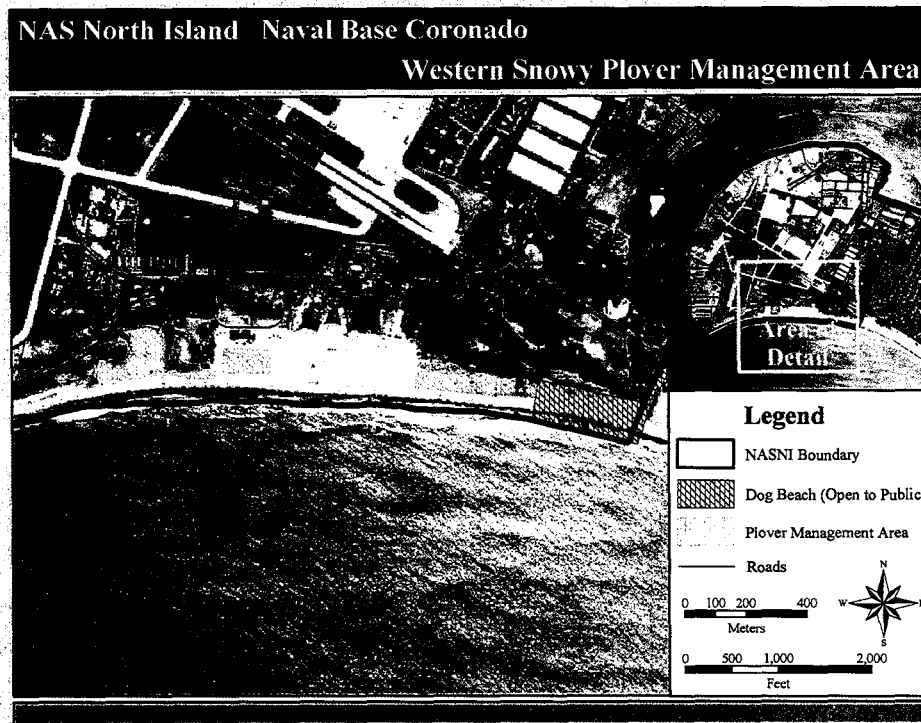 NAS North Island Naval Base Coronado
Western Snowy Plover Management Area
Area of
Detail
Legend
NASNI Boundary
Dog Beach (Open to Public
Plover Management Area
Roads
0 100 200 400
Meters
0 500 1,000 2,000
Feet
N
W
S